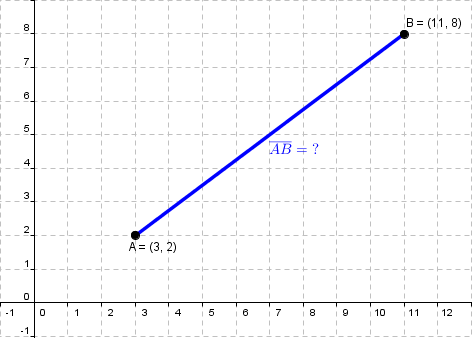 B = (11, 8)
8
7
6
5
\overline{AB} = ?
4
3
2
A = (3, 2)
1
0
-1 0 1 2 3 4 5 6 7 8 9 10 11 12
-1